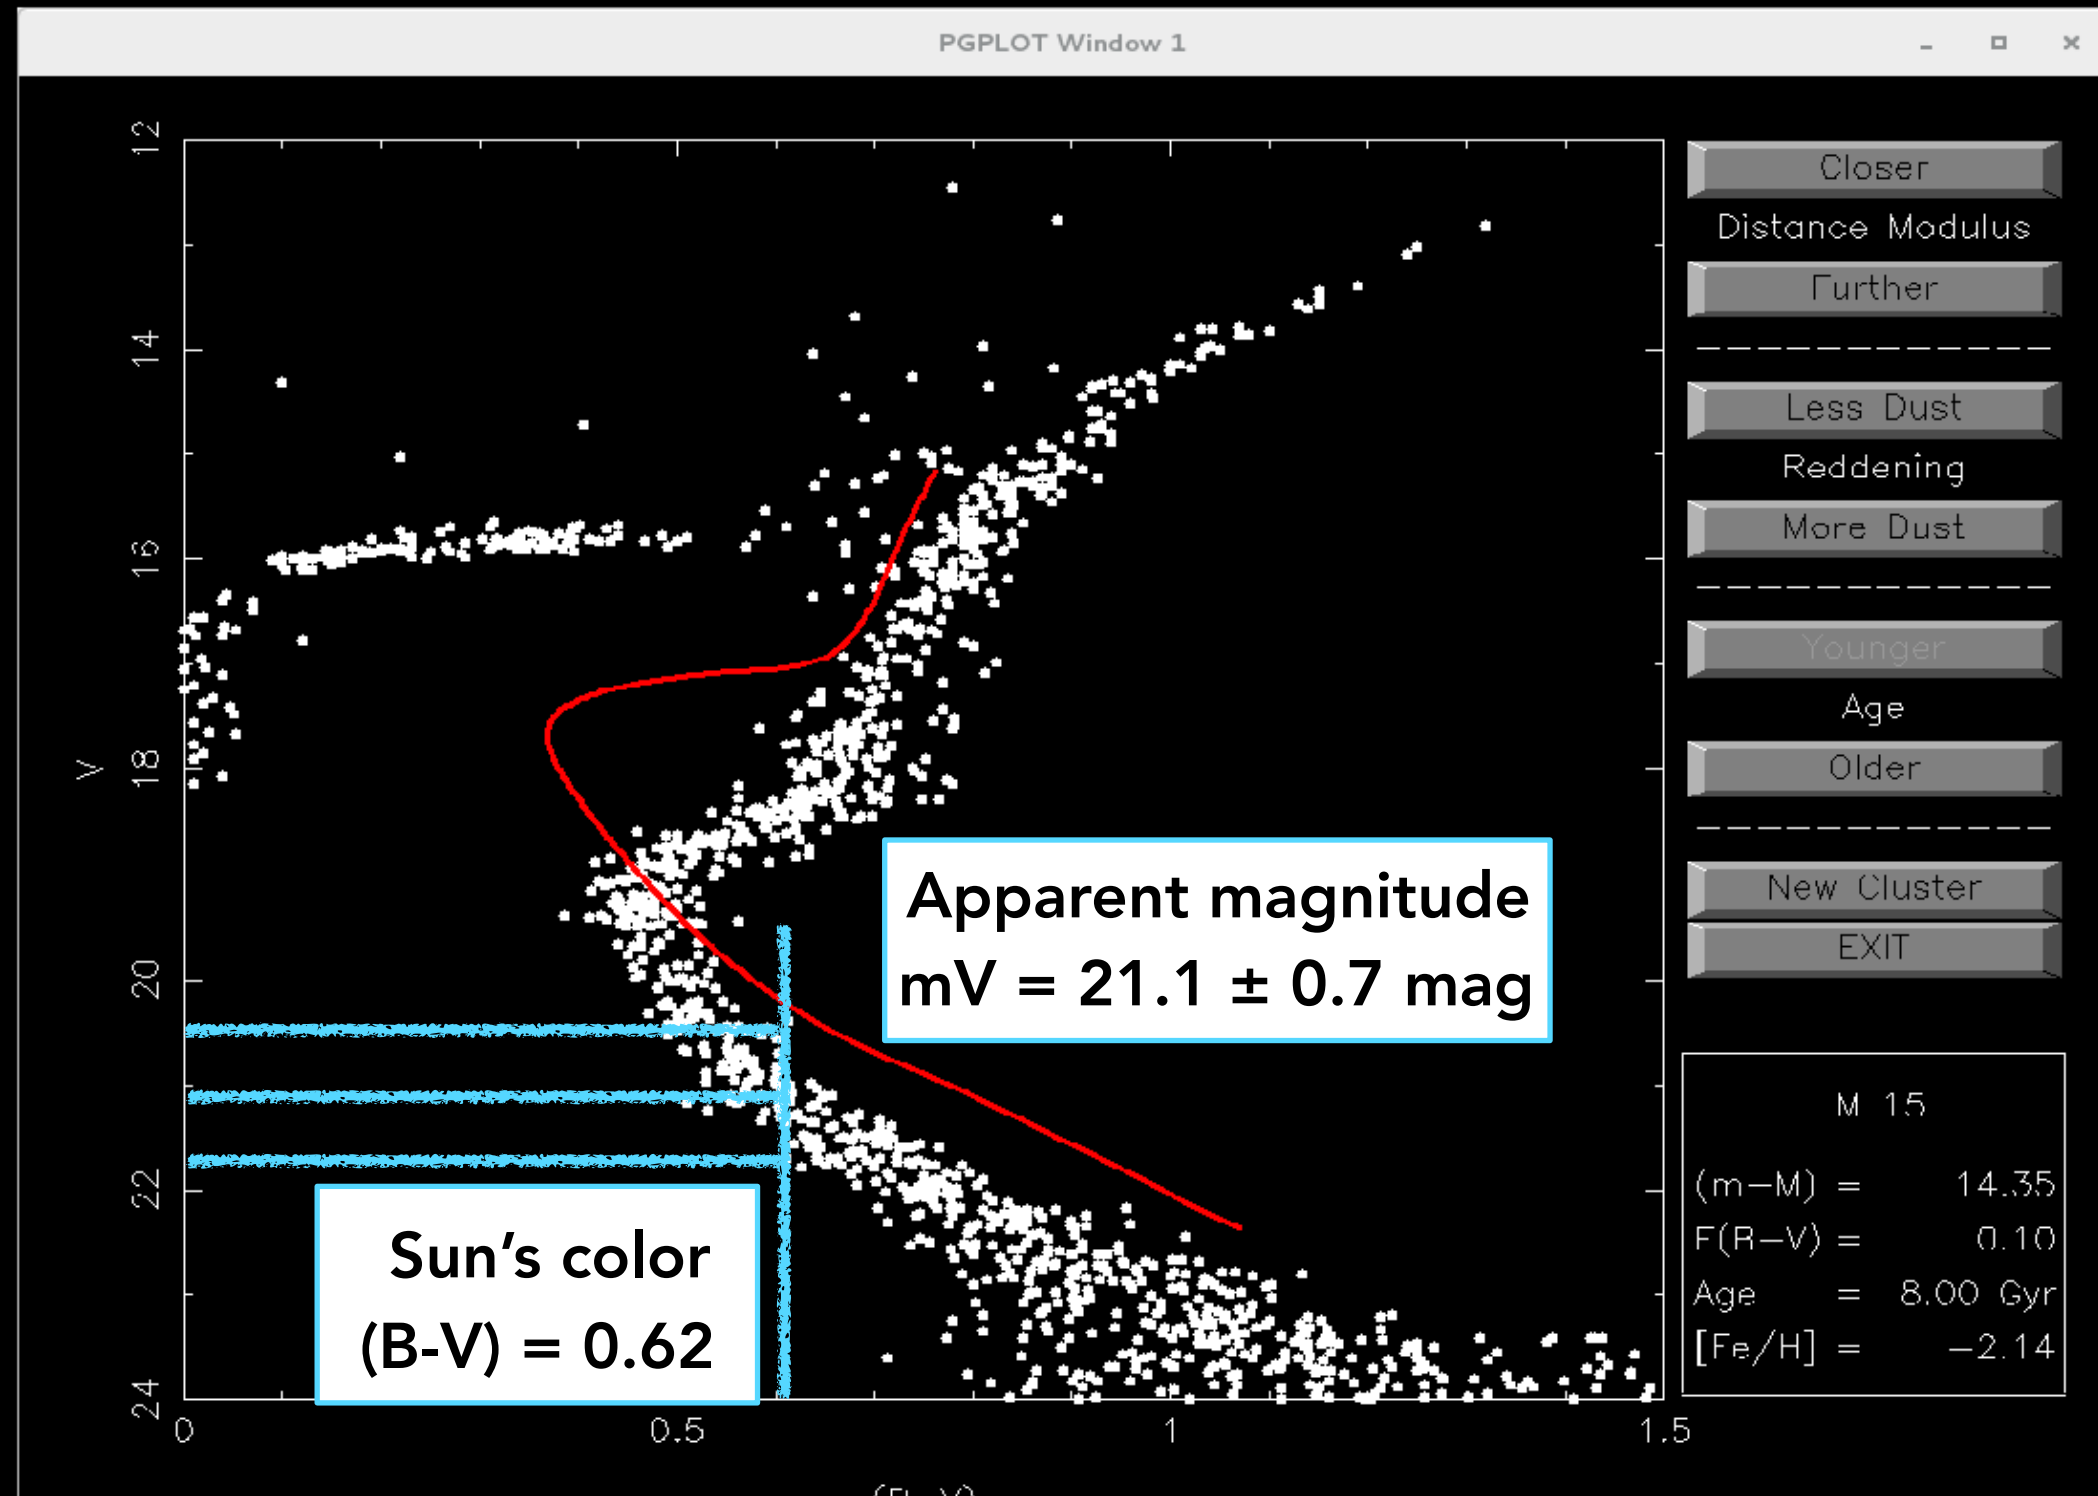 PGPLOT Window 1
12
14
16
18
20
22
24
V
0
0.5
1
1.5
Closer
Distance Modulus
Further
Less Dust
Reddening
More Dust
Younger
Age
Older
New Cluster
EXIT
Apparent magnitude
mV = 21.1 ± 0.7 mag
Sun's color
(B-V) = 0.62
M 15
(m-M) = 14.35
E(B-V) = 0.10
Age = 8.00 Gyr
[Fe/H] = -2.14